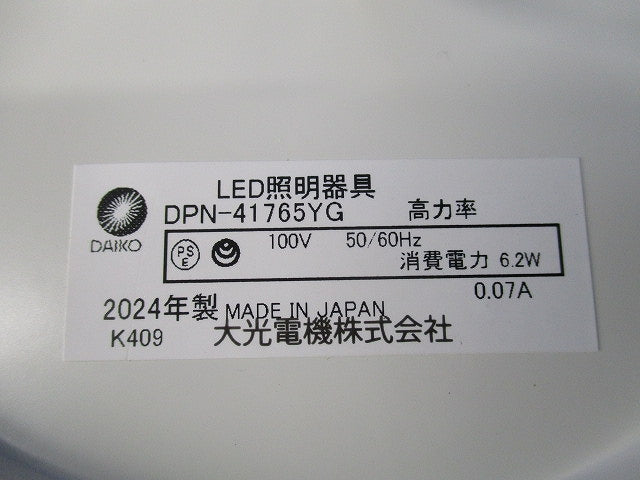 LED照明器具
DAIKO
DPN-41765YG 高力率
PS E 100V 50/60Hz
消費電力 6.2W
0.07A
2024年製 MADE IN JAPAN
K409 大光電機株式会社